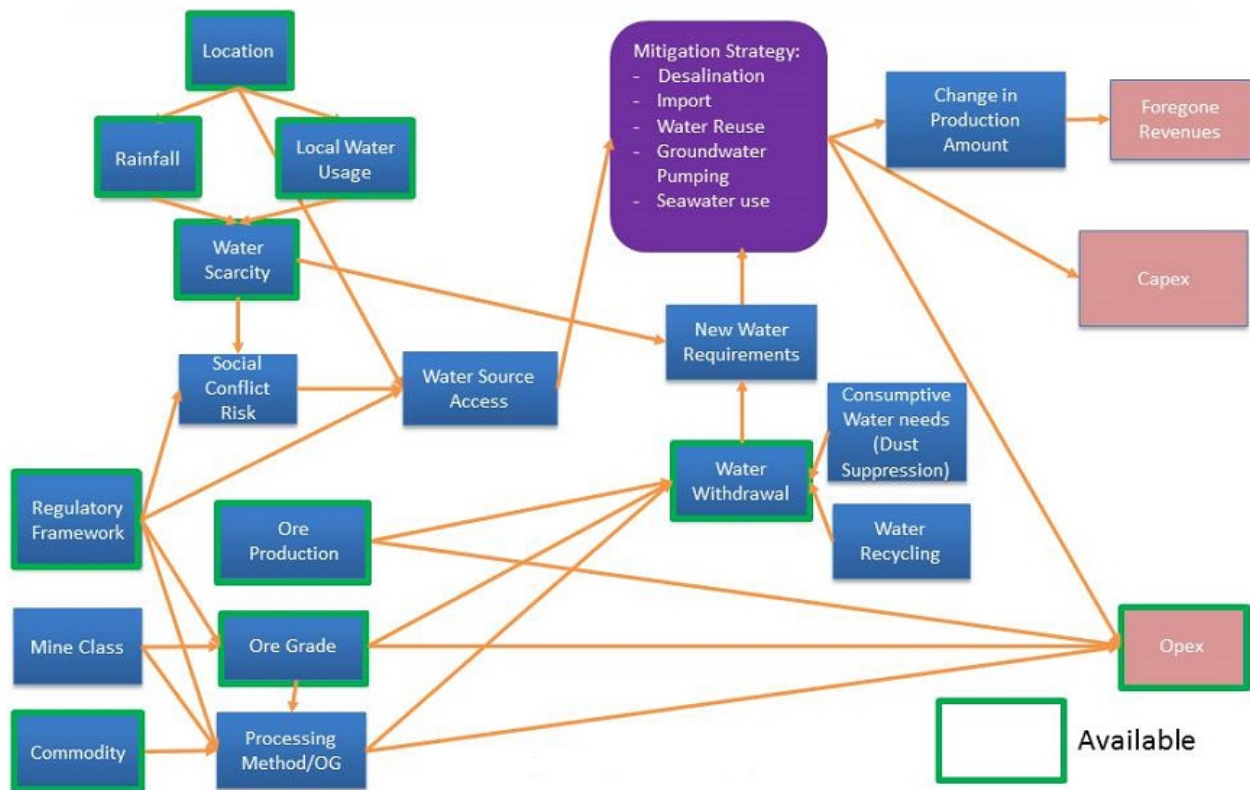 Location
Rainfall
Local Water
Usage
Water
Scarcity
Social
Conflict
Risk
Water Source
Access
Mitigation Strategy:
- Desalination
- Import
- Water Reuse
- Groundwater
Pumping
- Seawater use
Change in
Production
Amount
Foregone
Revenues
Capex
New Water
Requirements
Consumptive
Water needs
(Dust
Suppression)
Water
Withdrawal
Water
Recycling
Regulatory
Framework
Ore
Production
Mine Class
Ore Grade
Opex
Commodity
Processing
Method/OG
Available